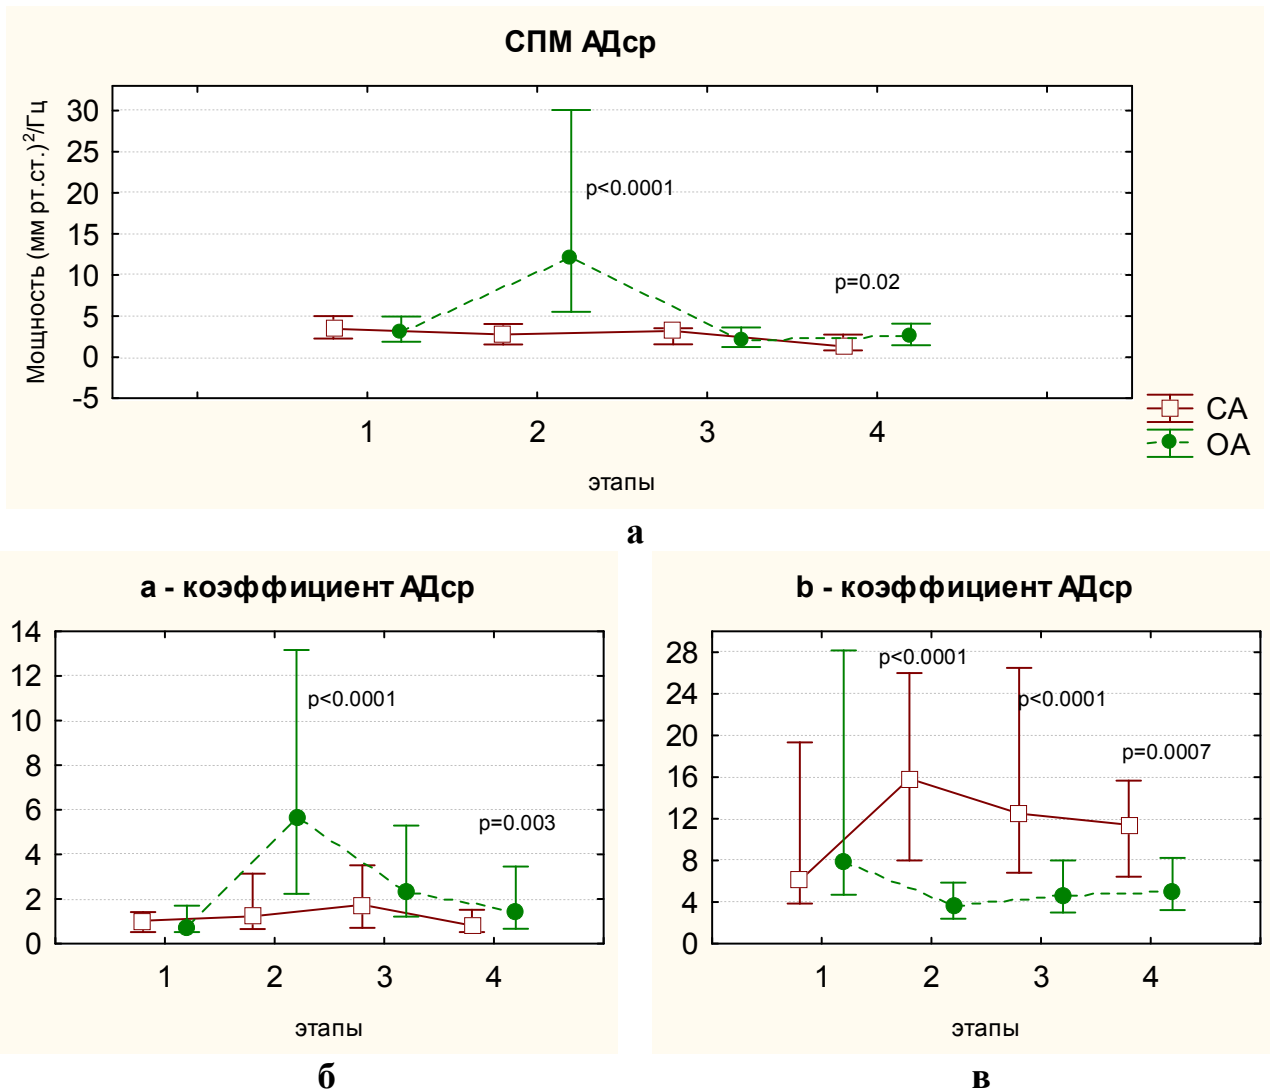 СПМ АДср
Мощность (мм рт.ст.)²/Гц
30
25
20
15
10
5
0
-5
p<0.0001
p=0.02
1 2 3 4
этапы
СА
ОА
а
a - коэффициент АДср
14
12
10
8
6
4
2
0
p<0.0001
p=0.003
1 2 3 4
этапы
б
b - коэффициент АДср
28
24
20
16
12
8
4
0
p<0.0001
p<0.0001
p=0.0007
1 2 3 4
этапы
в